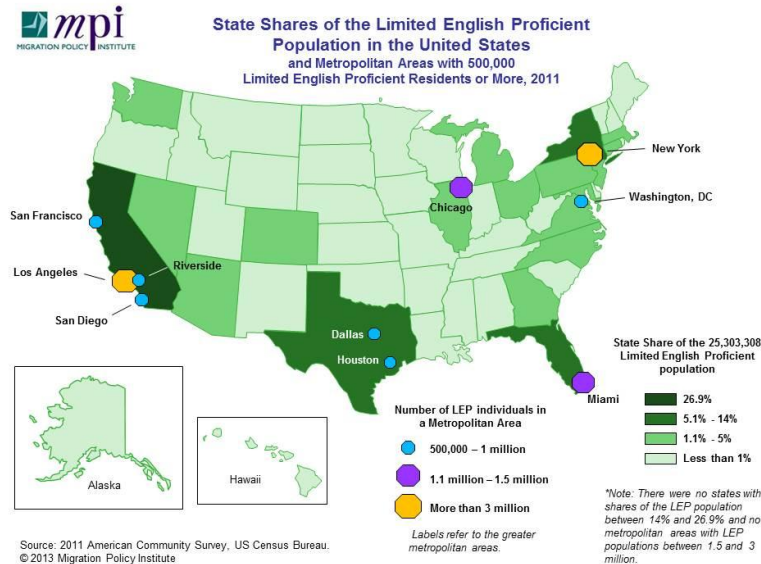 mpi
MIGRATION POLICY INSTITUTE
State Shares of the Limited English Proficient
Population in the United States
and Metropolitan Areas with 500,000
Limited English Proficient Residents or More, 2011
New York
Washington, DC
Chicago
San Francisco
Los Angeles
Riverside
San Diego
Dallas
Houston
Miami
Alaska
Hawaii
Number of LEP individuals in
a Metropolitan Area
500,000 – 1 million
1.1 million – 1.5 million
More than 3 million
Labels refer to the greater
metropolitan areas.
State Share of the 25,303,308
Limited English Proficient
population
26.9%
5.1% - 14%
1.1% - 5%
Less than 1%
*Note: There were no states with
shares of the LEP population
between 14% and 26.9% and no
metropolitan areas with LEP
populations between 1.5 and 3
million.
Source: 2011 American Community Survey, US Census Bureau.
© 2013 Migration Policy Institute